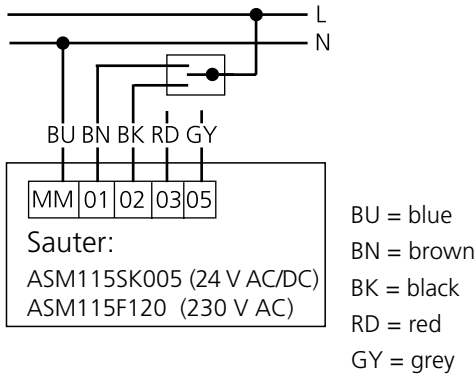 L
N
BU BN BK RD GY
MM 01 02 03 05
Sauter:
ASM115SK005 (24 V AC/DC)
ASM115F120 (230 V AC)
BU = blue
BN = brown
BK = black
RD = red
GY = grey